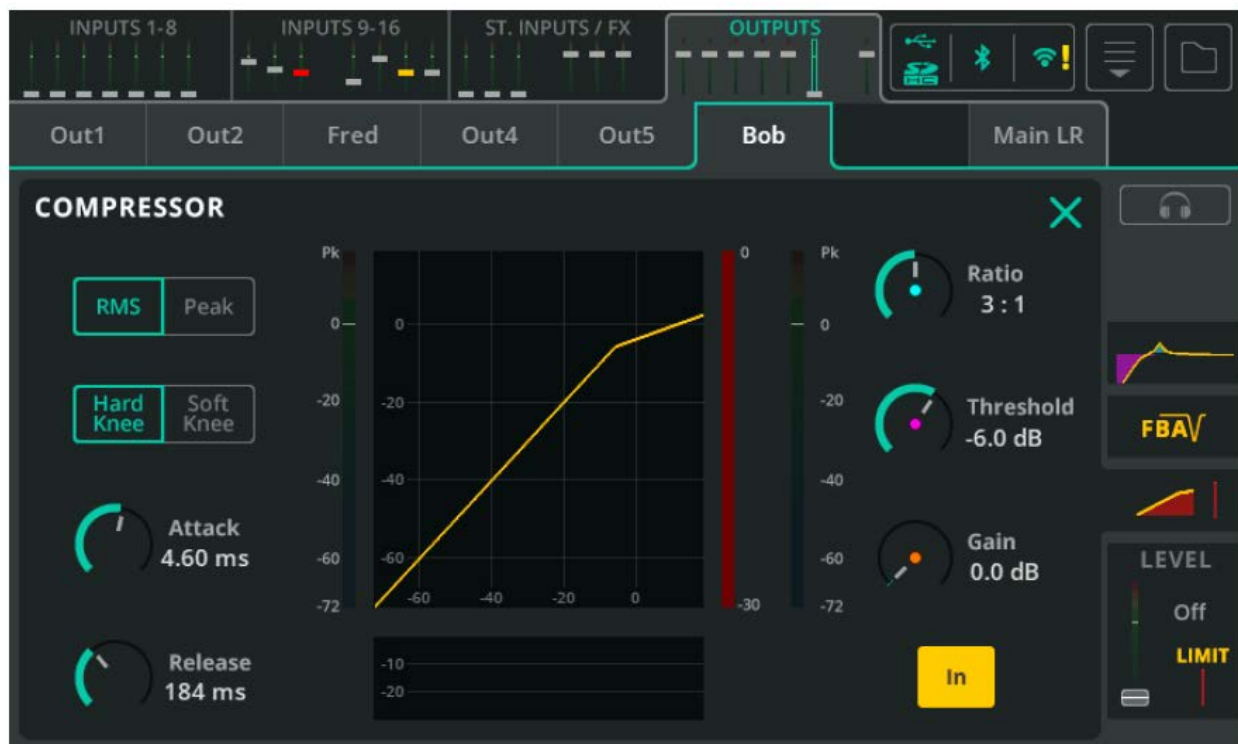 INPUTS 1-8
INPUTS 9-16
ST. INPUTS / FX
OUTPUTS
SD
HC
!
Out1
Out2
Fred
Out4
Out5
Bob
Main LR
COMPRESSOR
RMS
Peak
Hard
Knee
Soft
Knee
Attack
4.60 ms
Release
184 ms
Pk
0
-20
-40
-60
-72
0
-20
-40
-60
-60
-40
-20
0
-10
-20
0
-30
Pk
0
-20
-40
-60
-72
Ratio
3 : 1
Threshold
-6.0 dB
Gain
0.0 dB
In
FBA
LEVEL
Off
LIMIT